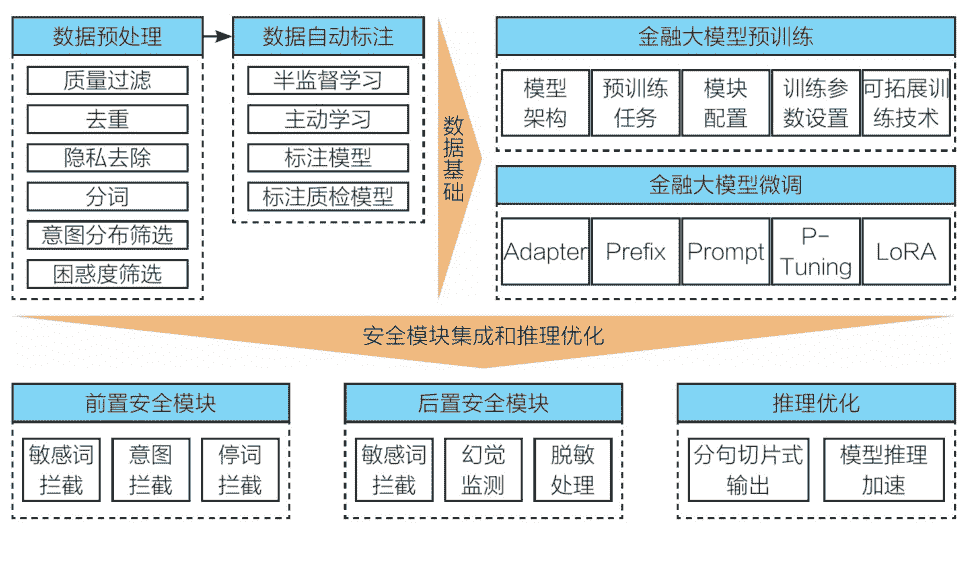 数据预处理
质量过滤
去重
隐私去除
分词
意图分布筛选
困惑度筛选
数据自动标注
半监督学习
主动学习
标注模型
标注质检模型
数据基础
金融大模型预训练
模型
架构
预训练
任务
模块
配置
训练参
数设置
可拓展训
练技术
金融大模型微调
Adapter
Prefix
Prompt
P-
Tuning
LoRA
安全模块集成和推理优化
前置安全模块
敏感词
拦截
意图
拦截
停词
拦截
后置安全模块
敏感词
拦截
幻觉
监测
脱敏
处理
推理优化
分句切片式
输出
模型推理
加速